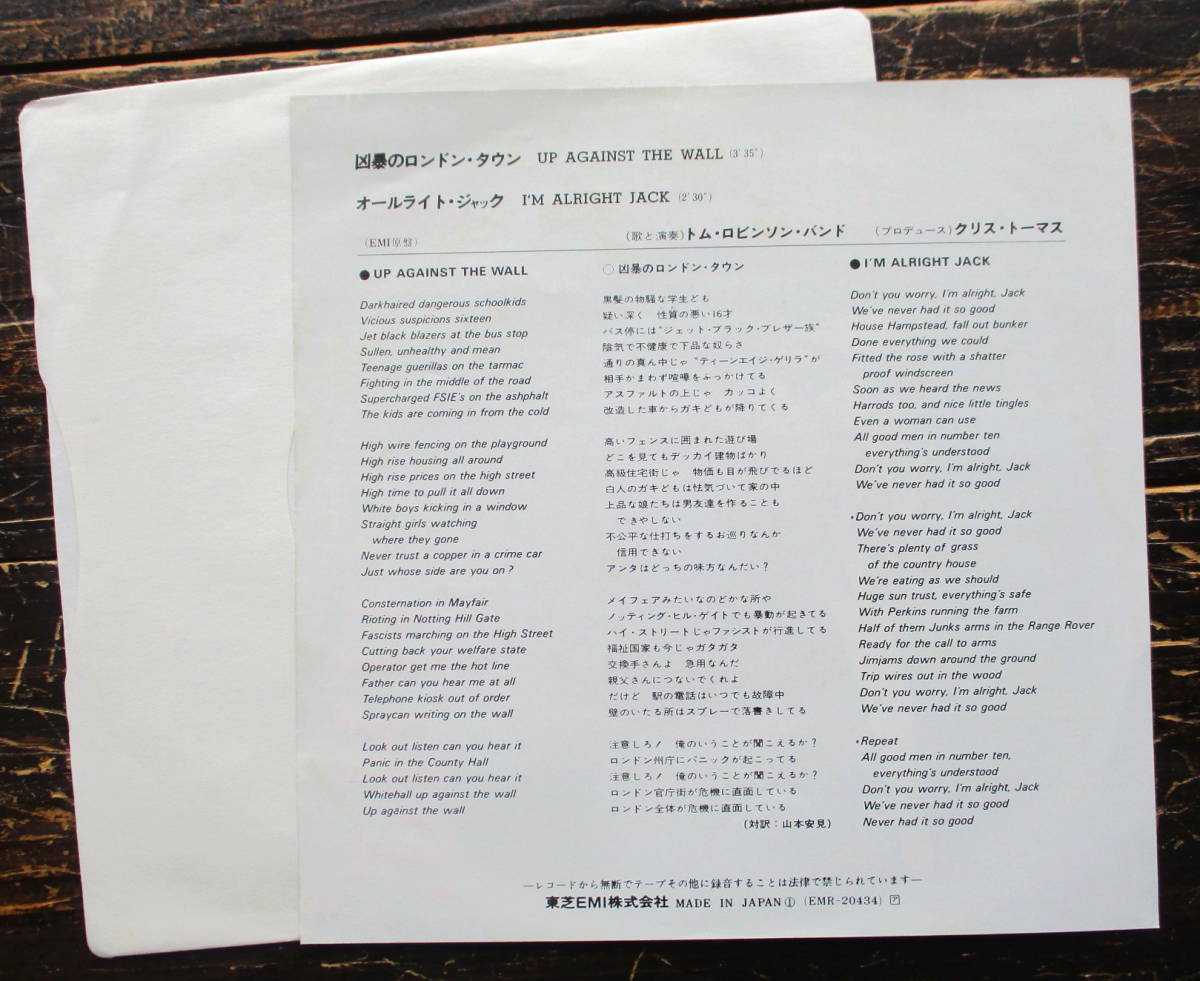 凶暴のロンドン・タウン UP AGAINST THE WALL (3'35")
オールライト・ジャック I'M ALRIGHT JACK (2'30")
(EMI原盤) (歌と演奏)トム・ロビンソン・バンド (プロデュース)クリス・トーマス
●UP AGAINST THE WALL
Darkhaired dangerous schoolkids
Vicious suspicions sixteen
Jet black blazers at the bus stop
Sullen, unhealthy and mean
Teenage guerillas on the tarmac
Fighting in the middle of the road
Supercharged FSIE's on the ashphalt
The kids are coming in from the cold
High wire fencing on the playground
High rise housing all around
High rise prices on the high street
High time to pull it all down
White boys kicking in a window
Straight girls watching
where they gone
Never trust a copper in a crime car
Just whose side are you on?
Consternation in Mayfair
Rioting in Notting Hill Gate
Fascists marching on the High Street
Cutting back your welfare state
Operator get me the hot line
Father can you hear me at all
Telephone kiosk out of order
Spraycan writing on the wall
Look out listen can you hear it
Panic in the County Hall
Look out listen can you hear it
Whitehall up against the wall
Up against the wall
○凶暴のロンドン・タウン
黒髪の物騒な学生ども
疑い深く 性質の悪い16才
バス停には"ジェット・ブラック・ブレザー族"
陰気で不健康で下品な奴らさ
通りの真ん中じゃ"ティーンエイジ・ゲリラ"が
相手かまわず喧嘩をふっかけてる
アスファルトの上じゃ カッコよく
改造した車からガキどもが降りてくる
高いフェンスに囲まれた遊び場
どこを見てもデッカイ建物ばかり
高級住宅街じゃ 物価も目が飛びでるほど
白人のガキどもは怯気づいて家の中
上品な娘たちは男友達を作ることも
できやしない
不公平な仕打ちをするお巡りなんか
信用できない
アンタはどっちの味方なんだい？
メイフェアみたいなのどかな所や
ノッティング・ヒル・ゲイトでも暴動が起きてる
ハイ・ストリートじゃファシストが行進してる
福祉国家も今じゃガタガタ
交換手さんよ 急用なんだ
親父さんにつないでくれよ
だけど 駅の電話はいつでも故障中
壁のいたる所はスプレーで落書きしてる
注意しろ！ 俺のいうことが聞こえるか？
ロンドン州庁にパニックが起こってる
注意しろ！ 俺のいうことが聞こえるか？
ロンドン官庁街が危機に直面している
ロンドン全体が危機に直面している
(対訳：山本安見)
●I'M ALRIGHT JACK
Don't you worry, I'm alright, Jack
We've never had it so good
House Hampstead, fall out bunker
Done everything we could
Fitted the rose with a shatter
proof windscreen
Soon as we heard the news
Harrods too, and nice little tingles
Even a woman can use
All good men in number ten
everything's understood
Don't you worry, I'm alright, Jack
We've never had it so good
*Don't you worry, I'm alright, Jack
We've never had it so good
There's plenty of grass
of the country house
We're eating as we should
Huge sun trust, everything's safe
With Perkins running the farm
Half of them Junks arms in the Range Rover
Ready for the call to arms
Jimjams down around the ground
Trip wires out in the wood
Don't you worry, I'm alright, Jack
We've never had it so good
*Repeat
All good men in number ten,
everything's understood
Don't you worry, I'm alright, Jack
We've never had it so good
Never had it so good
—レコードから無断でテープその他に録音することは法律で禁じられています—
東芝EMI株式会社 MADE IN JAPAN① (EMR-20434) ア